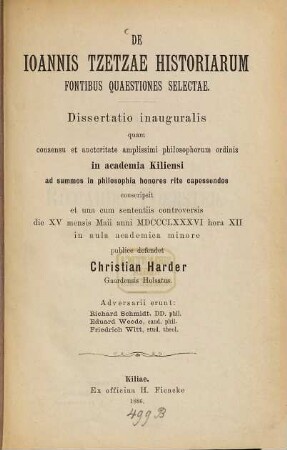 DE
IOANNIS TZETZAE HISTORIARUM
FONTIBUS QUAESTIONES SELECTAE.
Dissertatio inauguralis
quam
consensu et auctoritate amplissimi philosophorum ordinis
in academia Kiliensi
ad summos in philosophia honores rite capessendos
conscripsit
et una cum sententiis controversis
die XV mensis Maii anni MDCCCLXXXVI hora XII
in aula academica minore
publice defendet
Christian Harder
Guardensis Holsatus.
Adversarii erunt:
Richard Schmidt, DD. phil.
Eduard Weede, cand. phil.
Friedrich Witt, stud. theol.
Kiliae.
Ex officina H. Fiencke
1886.
499B